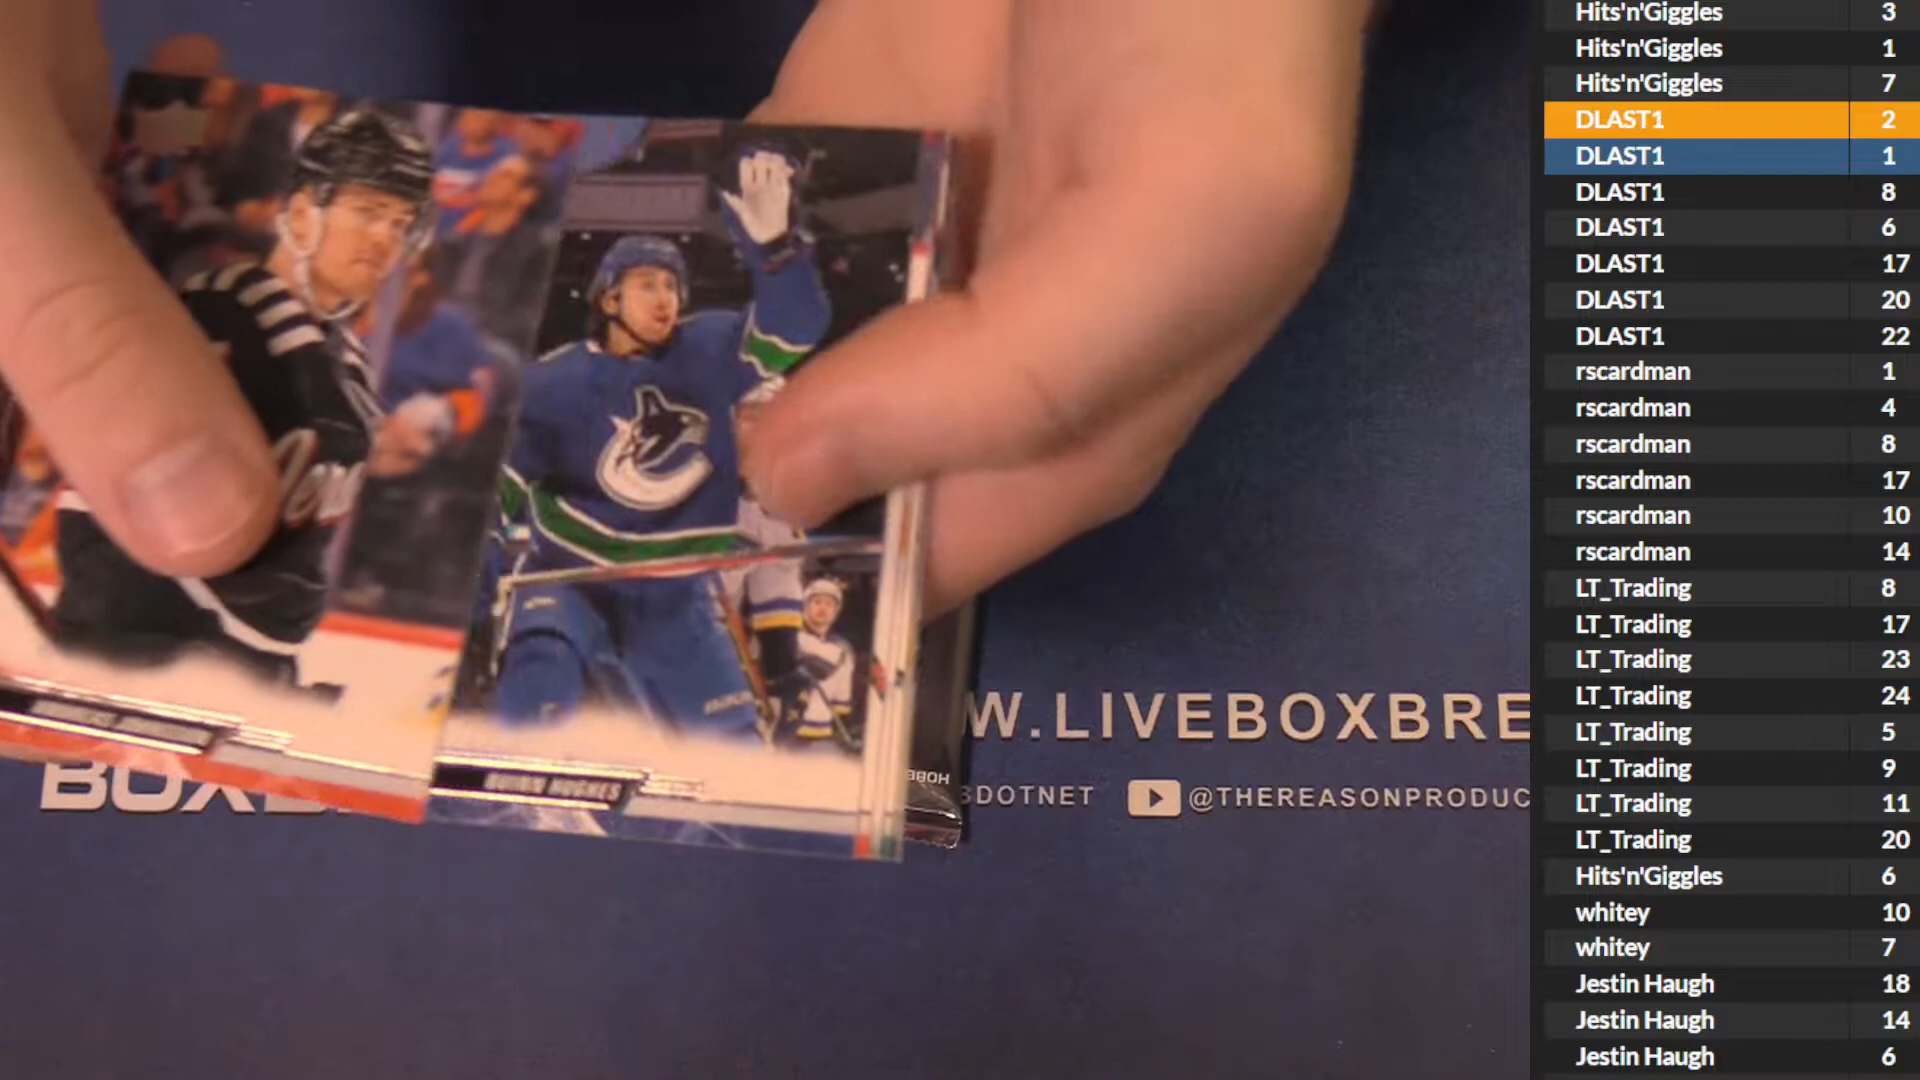 Hits'n'Giggles 3
Hits'n'Giggles 1
Hits'n'Giggles 7
DLAST1 2
DLAST1 1
DLAST1 8
DLAST1 6
DLAST1 17
DLAST1 20
DLAST1 22
rscardman 1
rscardman 4
rscardman 8
rscardman 17
rscardman 10
rscardman 14
LT_Trading 8
LT_Trading 17
LT_Trading 23
LT_Trading 24
LT_Trading 5
LT_Trading 9
LT_Trading 11
LT_Trading 20
Hits'n'Giggles 6
whitey 10
whitey 7
Jestin Haugh 18
Jestin Haugh 14
Jestin Haugh 6
QUINN HUGHES
W.LIVEBOXBRE
SDOTNET
@THEREASONPRODUC
BOXB
HOBB